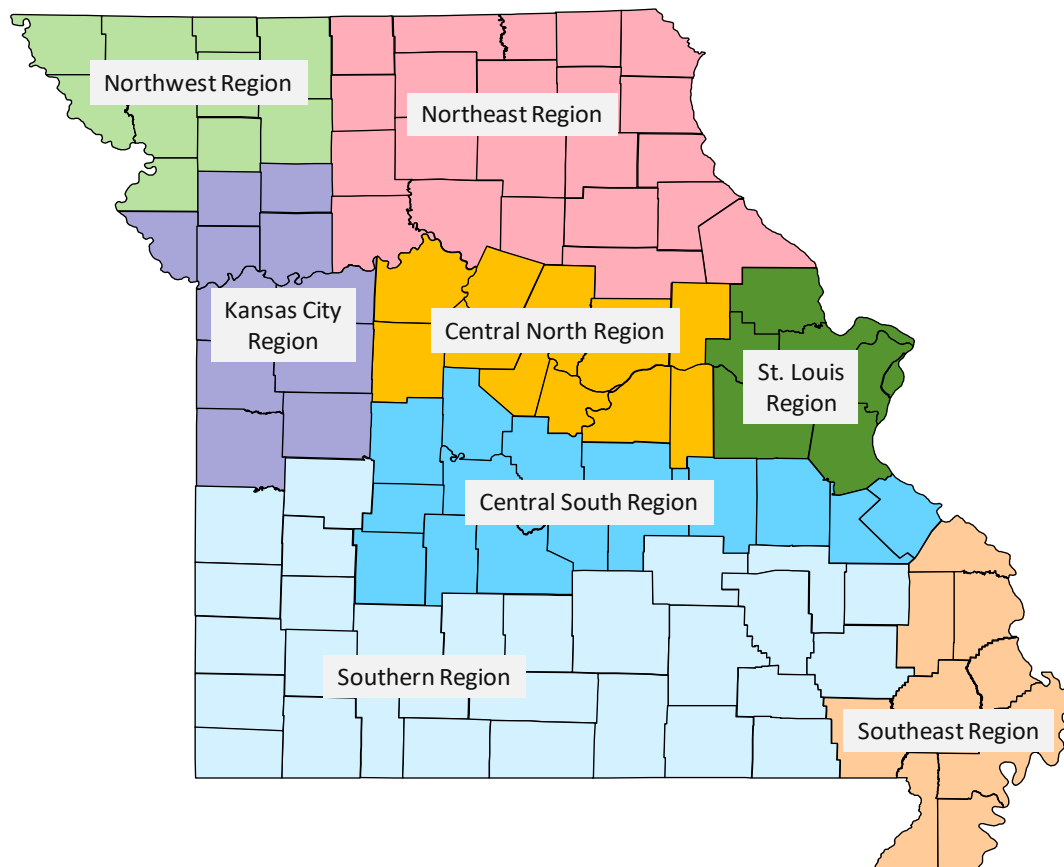 Northwest Region
Northeast Region
Kansas City
Region
Central North Region
St. Louis
Region
Central South Region
Southern Region
Southeast Region